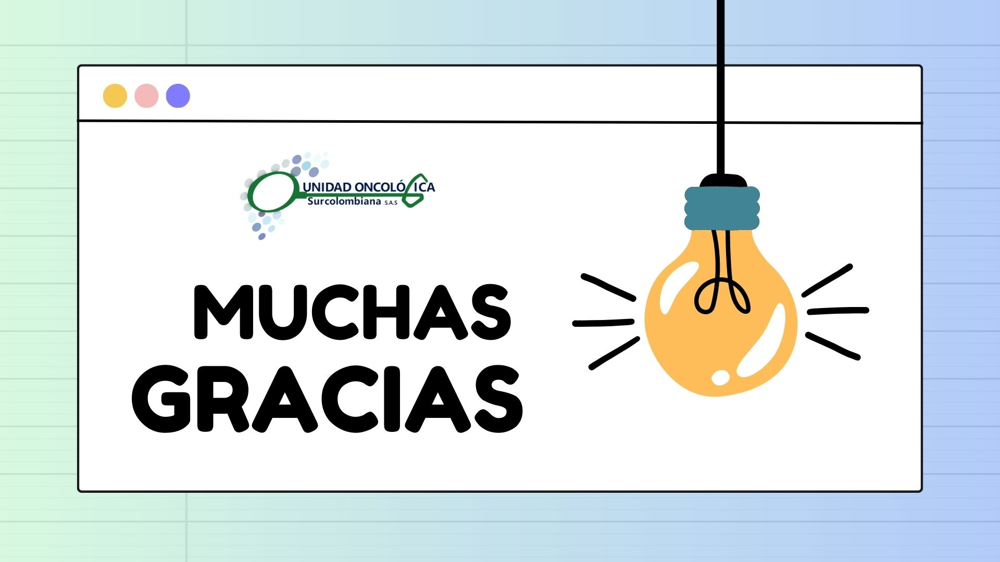 UNIDAD ONCOLÓGICA
Surcolombiana S.A.S
MUCHAS
GRACIAS